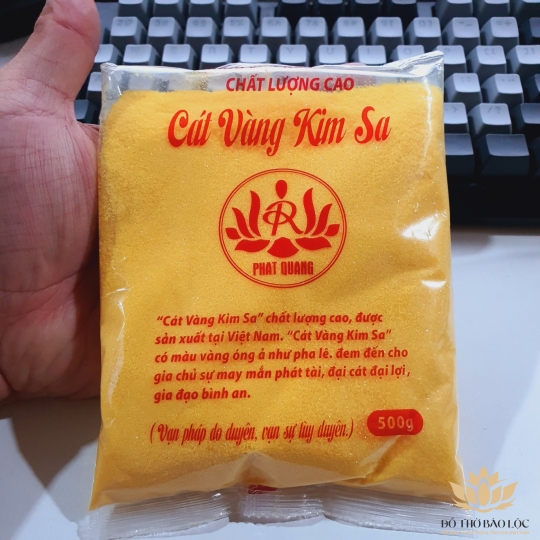 CHẤT LƯỢNG CAO
Cát Vàng Kim Sa
PHAT QUANG
"Cát Vàng Kim Sa" chất lượng cao, được
sản xuất tại Việt Nam. "Cát Vàng Kim Sa"
có màu vàng óng ả như pha lê. đem đến cho
gia chủ sự may mắn phát tài, đại cát đại lợi,
gia đạo bình an.
(Vạn pháp do duyên, vạn sự tùy duyên.)
500g
ĐỒ THỜ BẢO LỘC